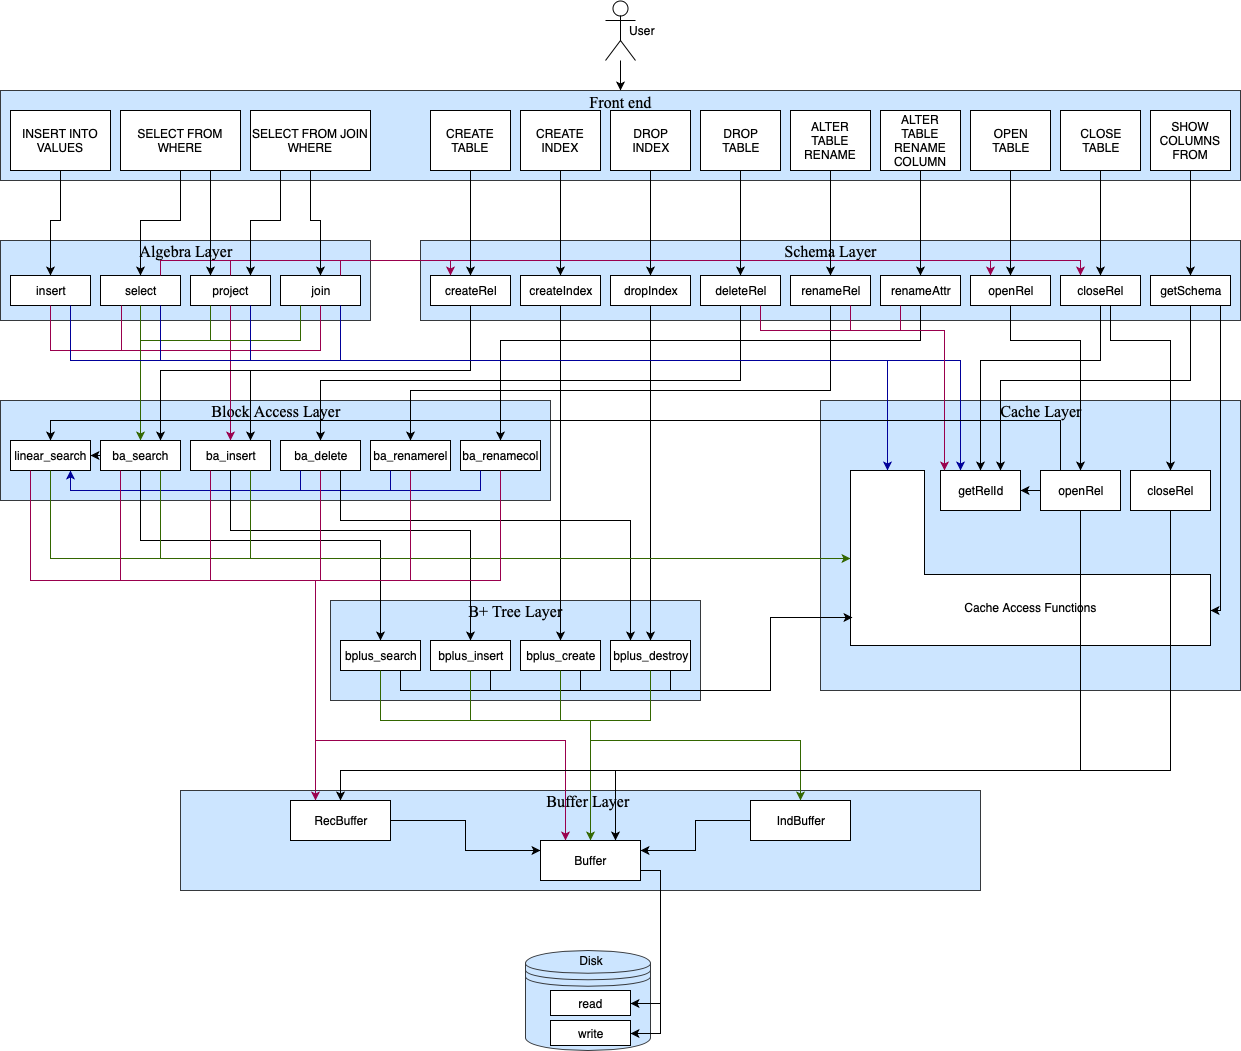 User
Front end
INSERT INTO
VALUES
SELECT FROM
WHERE
SELECT FROM JOIN
WHERE
CREATE
TABLE
CREATE
INDEX
DROP
INDEX
DROP
TABLE
ALTER
TABLE
RENAME
ALTER
TABLE
RENAME
COLUMN
OPEN
TABLE
CLOSE
TABLE
SHOW
COLUMNS
FROM
Algebra Layer
insert
select
project
join
Schema Layer
createRel
createIndex
dropIndex
deleteRel
renameRel
renameAttr
openRel
closeRel
getSchema
Block Access Layer
linear_search
ba_search
ba_insert
ba_delete
ba_renamerel
ba_renamecol
Cache Layer
getRelId
openRel
closeRel
Cache Access Functions
B+ Tree Layer
bplus_search
bplus_insert
bplus_create
bplus_destroy
Buffer Layer
RecBuffer
IndBuffer
Buffer
Disk
read
write